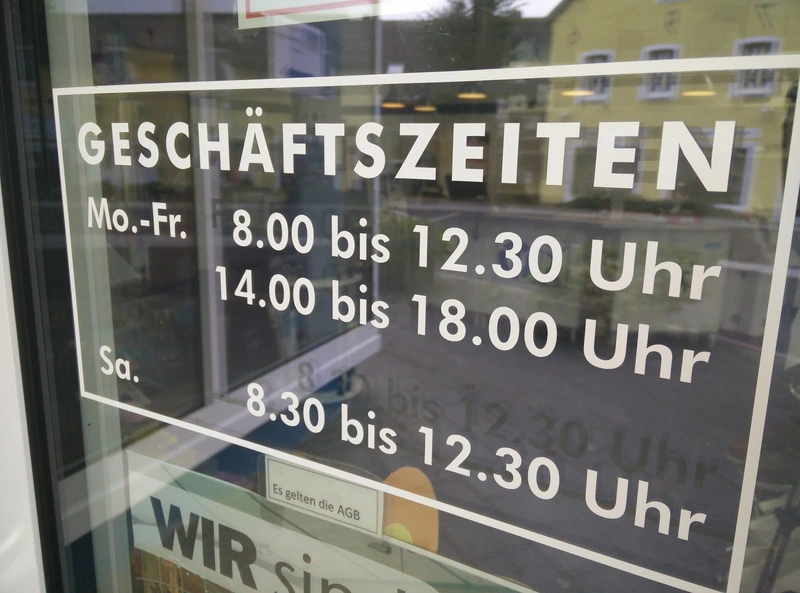 GESCHÄFTSZEITEN
Mo.-Fr. 8.00 bis 12.30 Uhr
14.00 bis 18.00 Uhr
Sa. 8.30 bis 12.30 Uhr
Es gelten die AGB
WIR